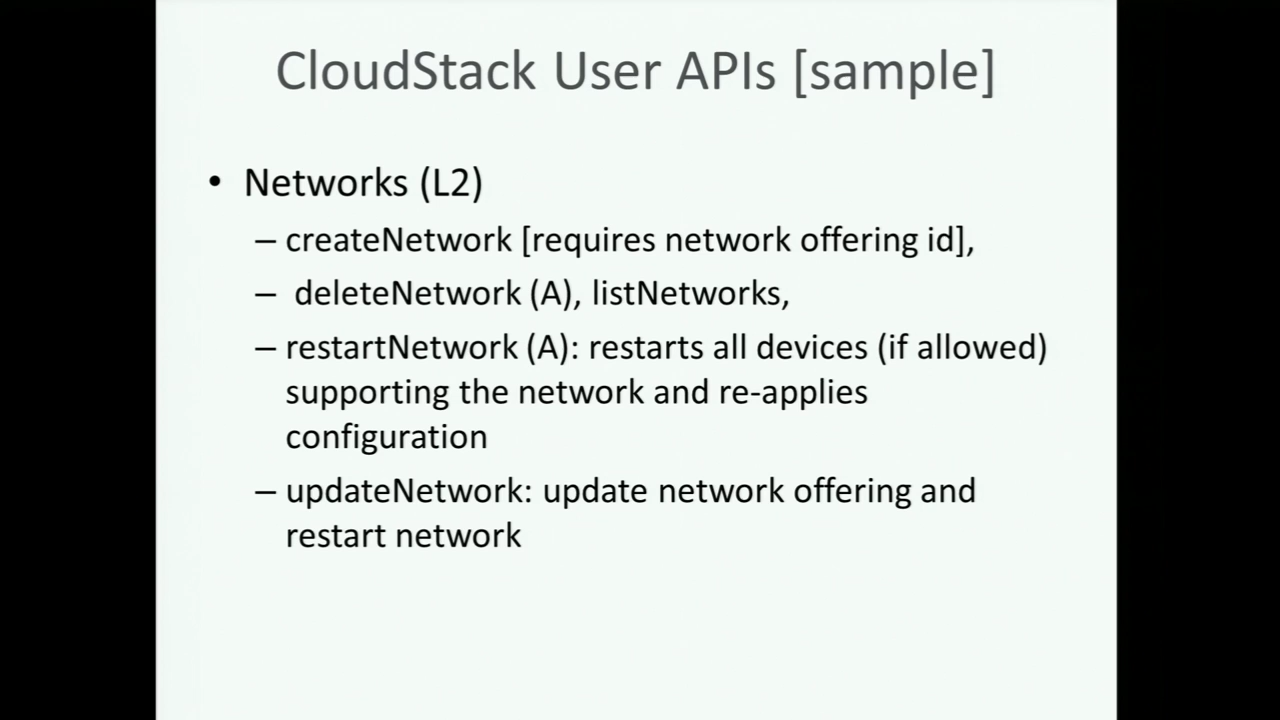 CloudStack User APIs [sample]
• Networks (L2)
– createNetwork [requires network offering id],
– deleteNetwork (A), listNetworks,
– restartNetwork (A): restarts all devices (if allowed)
supporting the network and re-applies
configuration
– updateNetwork: update network offering and
restart network